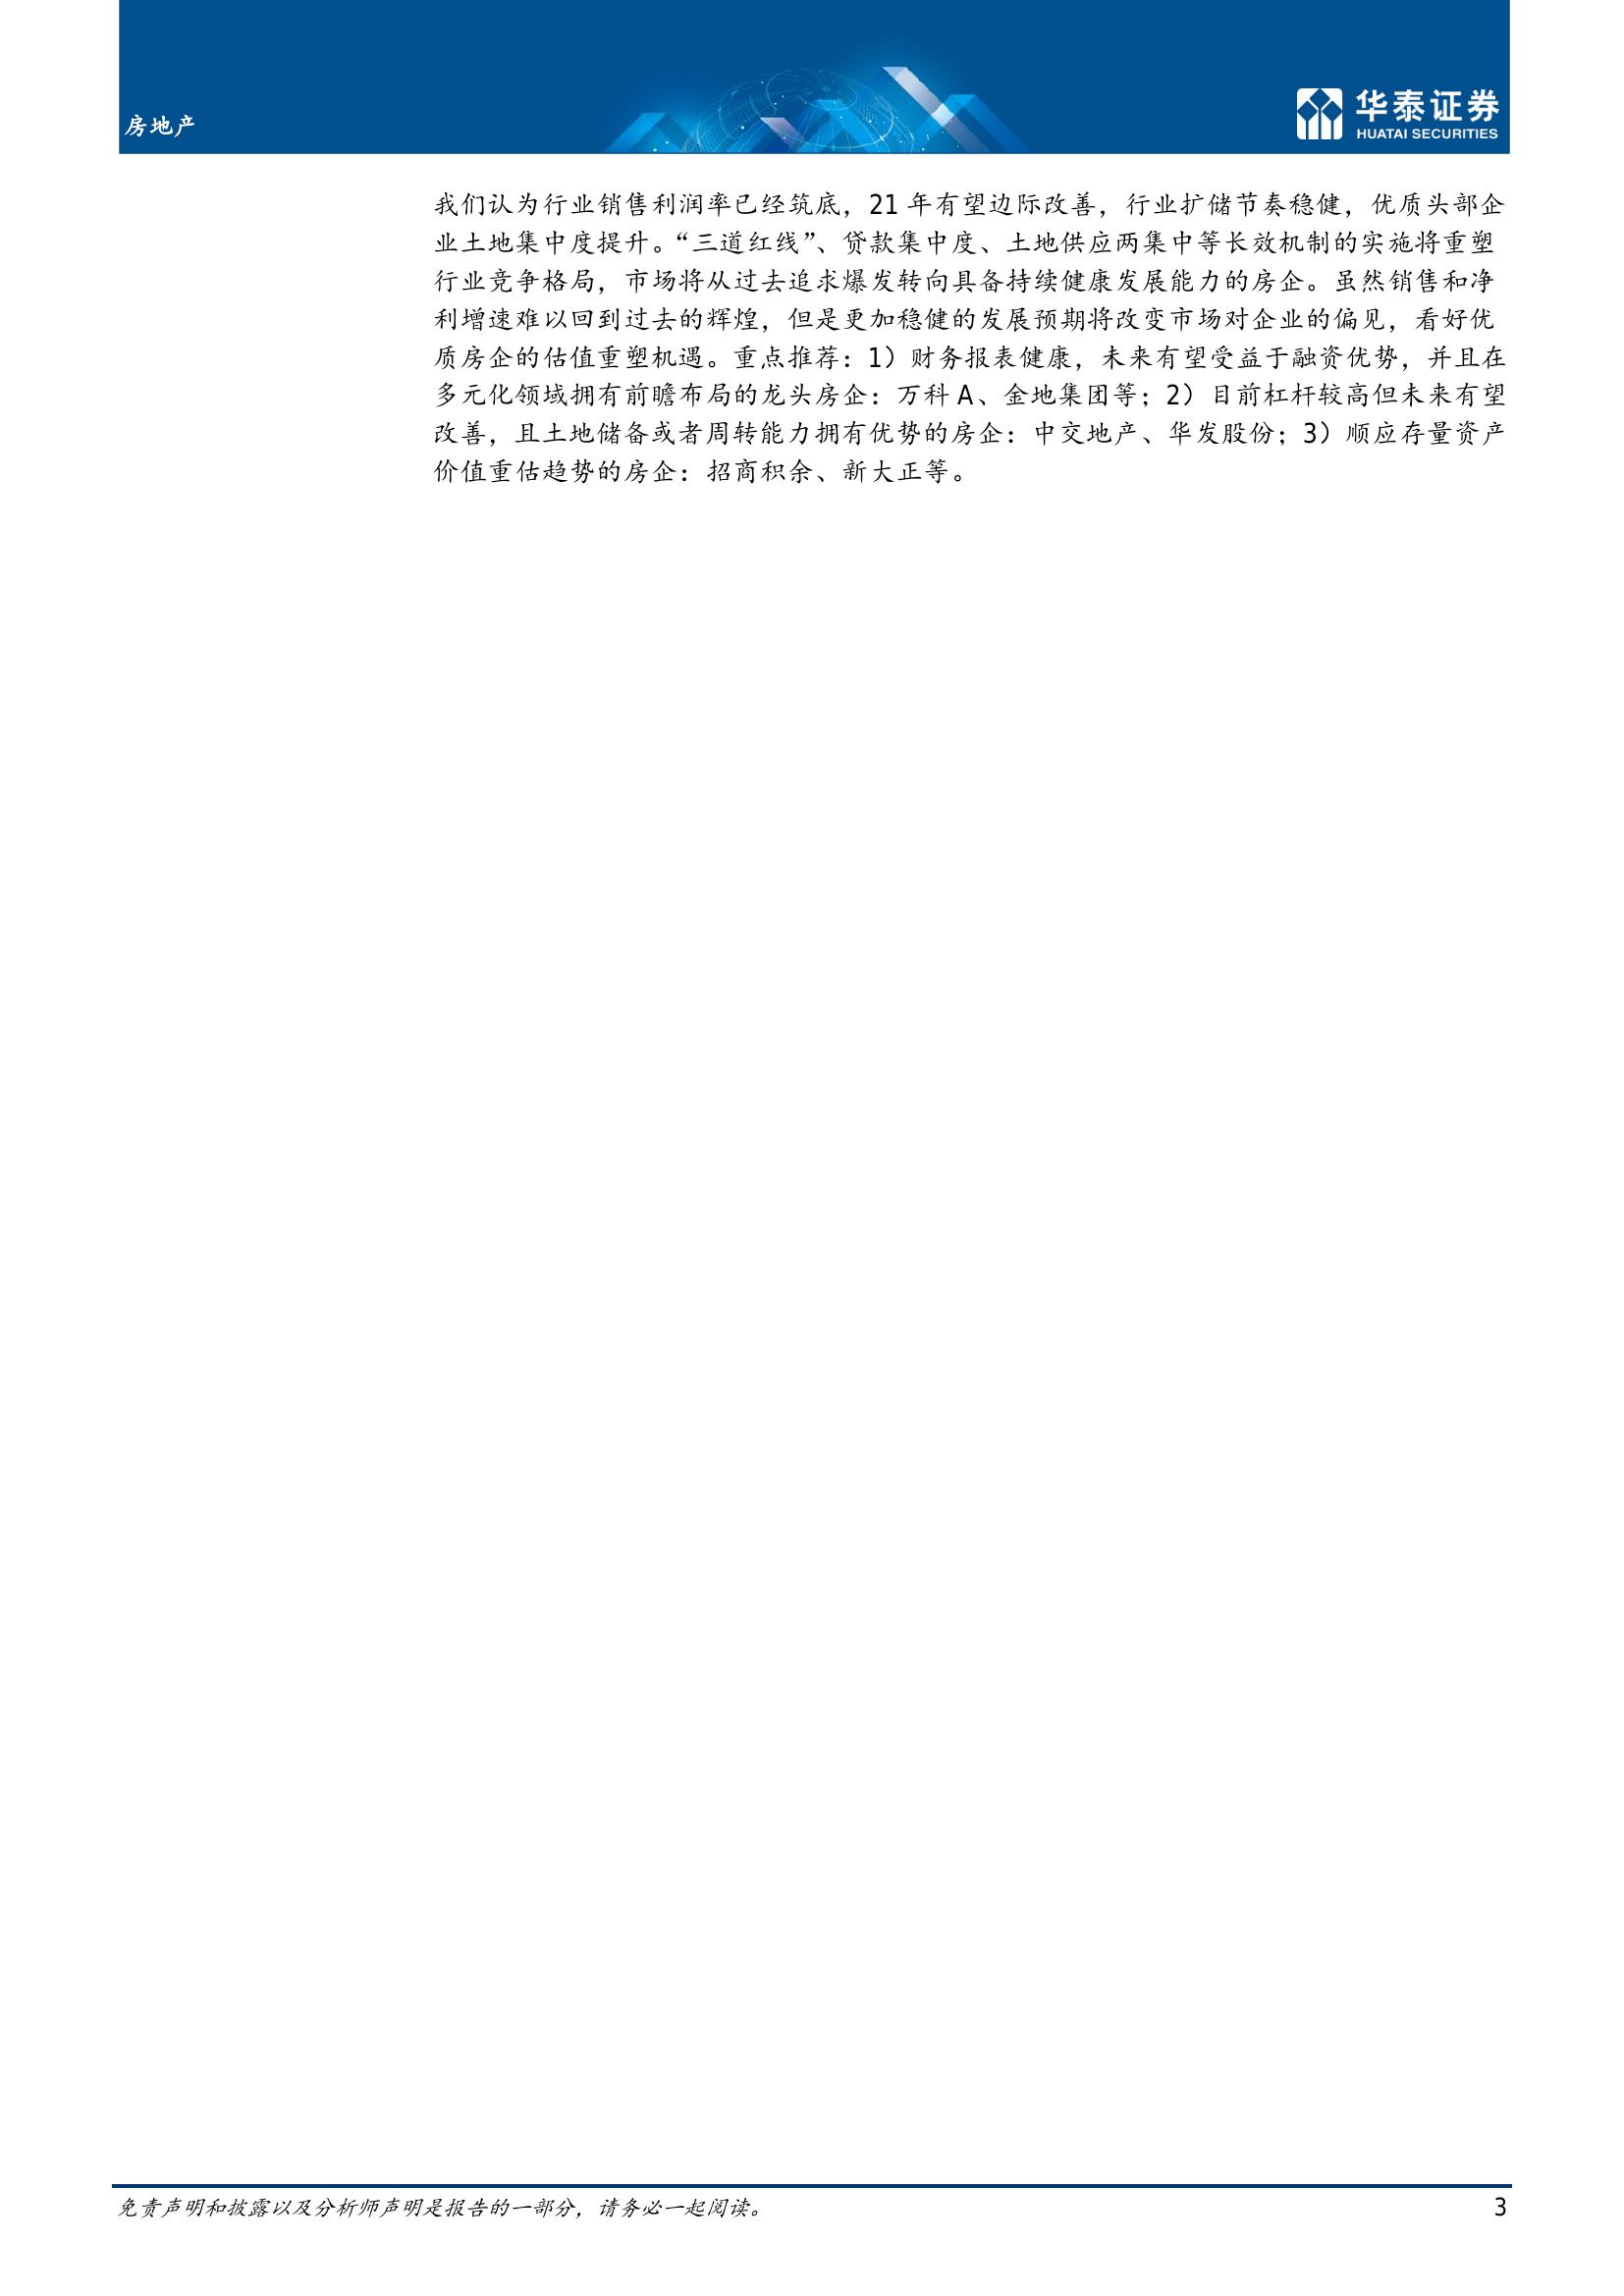 房地产
华泰证券
HUATAI SECURITIES
我们认为行业销售利润率已经筑底，21 年有望边际改善，行业扩储节奏稳健，优质头部企
业土地集中度提升。“三道红线”、贷款集中度、土地供应两集中等长效机制的实施将重塑
行业竞争格局，市场将从过去追求爆发转向具备持续健康发展能力的房企。虽然销售和净
利增速难以回到过去的辉煌，但是更加稳健的发展预期将改变市场对企业的偏见，看好优
质房企的估值重塑机遇。重点推荐：1）财务报表健康，未来有望受益于融资优势，并且在
多元化领域拥有前瞻布局的龙头房企：万科 A、金地集团等；2）目前杠杆较高但未来有望
改善，且土地储备或者周转能力拥有优势的房企：中交地产、华发股份；3）顺应存量资产
价值重估趋势的房企：招商积余、新大正等。
免责声明和披露以及分析师声明是报告的一部分，请务必一起阅读。
3